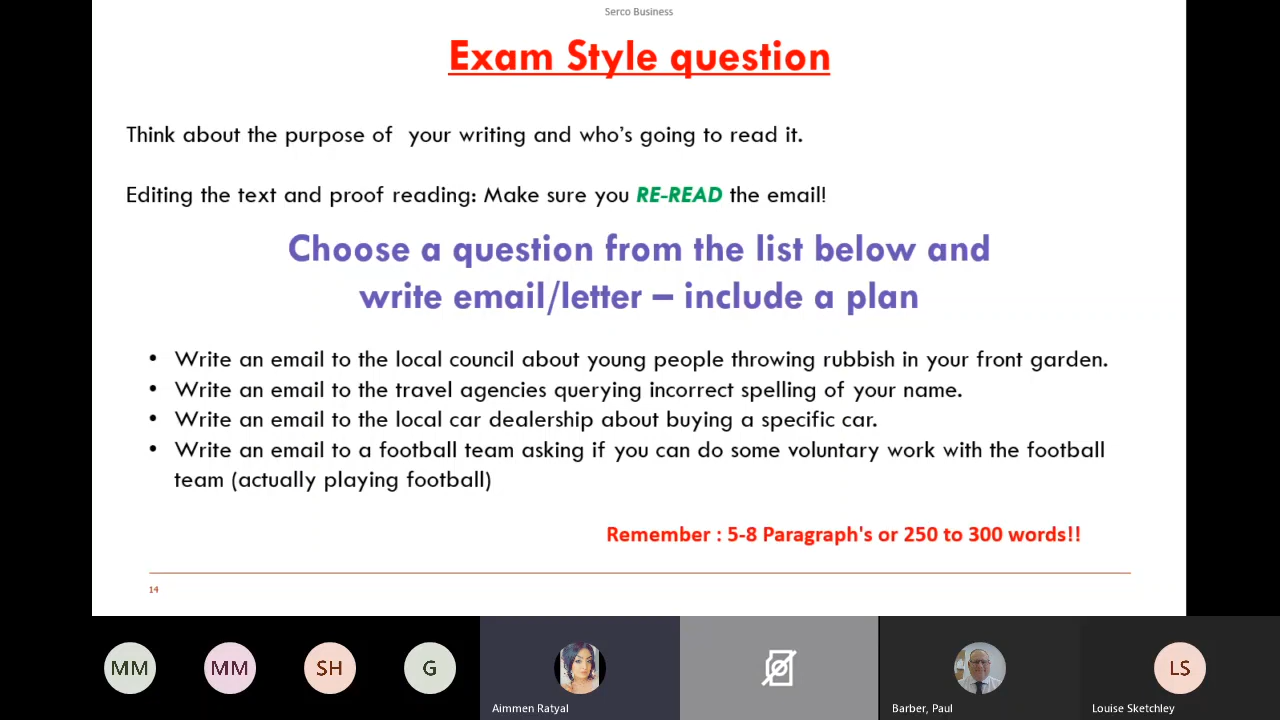 Serco Business
Exam Style question
Think about the purpose of  your writing and who's going to read it.
Editing the text and proof reading: Make sure you RE-READ the email!
Choose a question from the list below and
write email/letter – include a plan
• Write an email to the local council about young people throwing rubbish in your front garden.
• Write an email to the travel agencies querying incorrect spelling of your name.
• Write an email to the local car dealership about buying a specific car.
• Write an email to a football team asking if you can do some voluntary work with the football
team (actually playing football)
Remember : 5-8 Paragraph's or 250 to 300 words!!
14
MM
MM
SH
G
LS
Aimmen Ratyal
Barber, Paul
Louise Sketchley